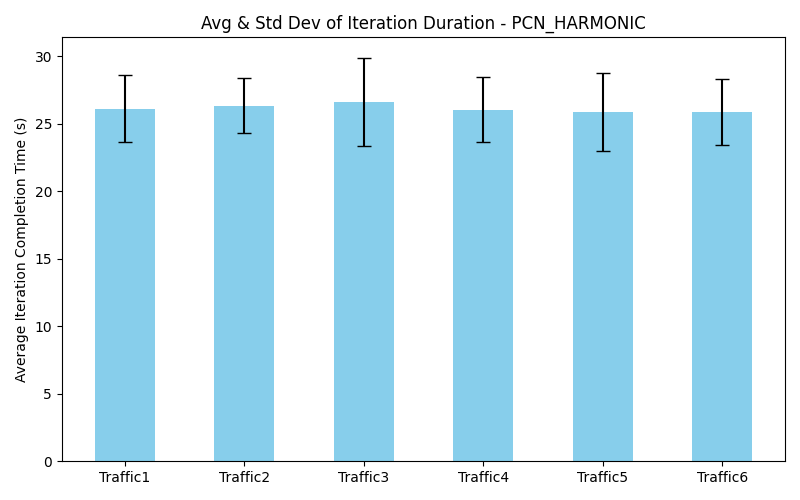 Avg & Std Dev of Iteration Duration - PCN_HARMONIC
Average Iteration Completion Time (s)
30
25
20
15
10
5
0
Traffic1 Traffic2 Traffic3 Traffic4 Traffic5 Traffic6